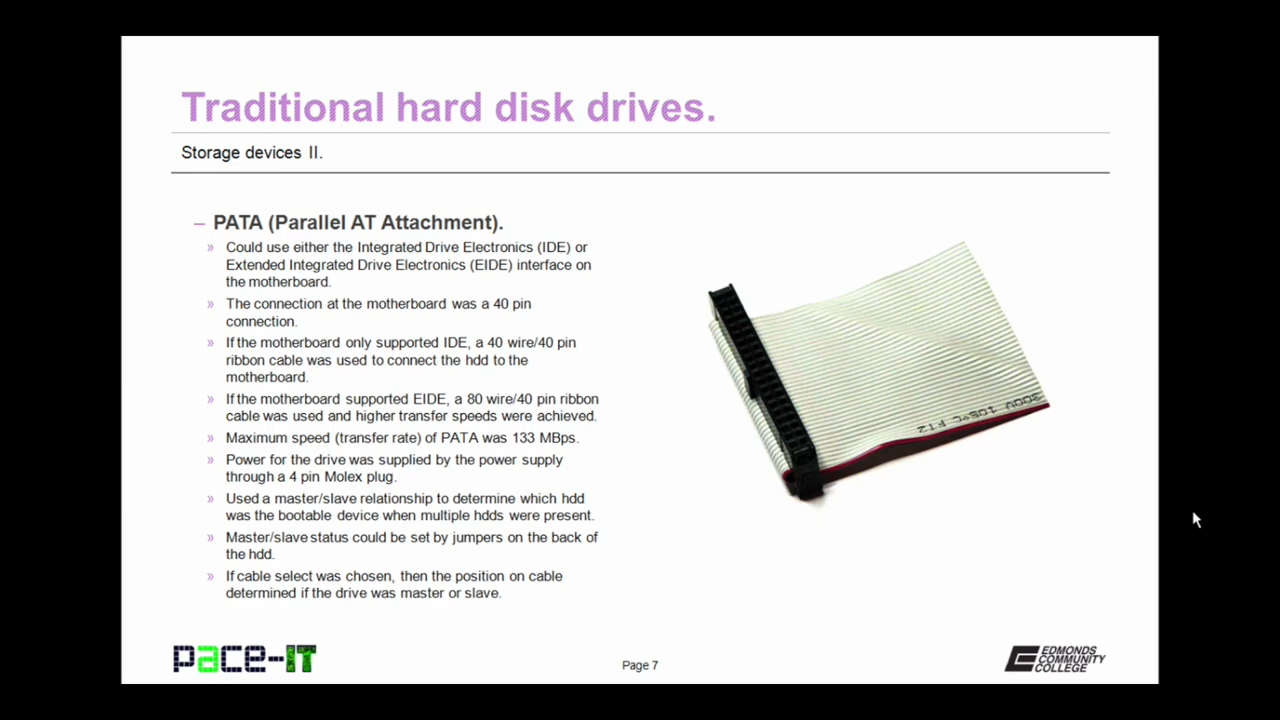 Traditional hard disk drives.
Storage devices II.
– PATA (Parallel AT Attachment).
» Could use either the Integrated Drive Electronics (IDE) or
Extended Integrated Drive Electronics (EIDE) interface on
the motherboard.
» The connection at the motherboard was a 40 pin
connection.
» If the motherboard only supported IDE, a 40 wire/40 pin
ribbon cable was used to connect the hdd to the
motherboard.
» If the motherboard supported EIDE, a 80 wire/40 pin ribbon
cable was used and higher transfer speeds were achieved.
» Maximum speed (transfer rate) of PATA was 133 MBps.
» Power for the drive was supplied by the power supply
through a 4 pin Molex plug.
» Used a master/slave relationship to determine which hdd
was the bootable device when multiple hdds were present.
» Master/slave status could be set by jumpers on the back of
the hdd.
» If cable select was chosen, then the position on cable
determined if the drive was master or slave.
300V 105°C FT2
pace-IT
Page 7
EDMONDS
COMMUNITY
COLLEGE